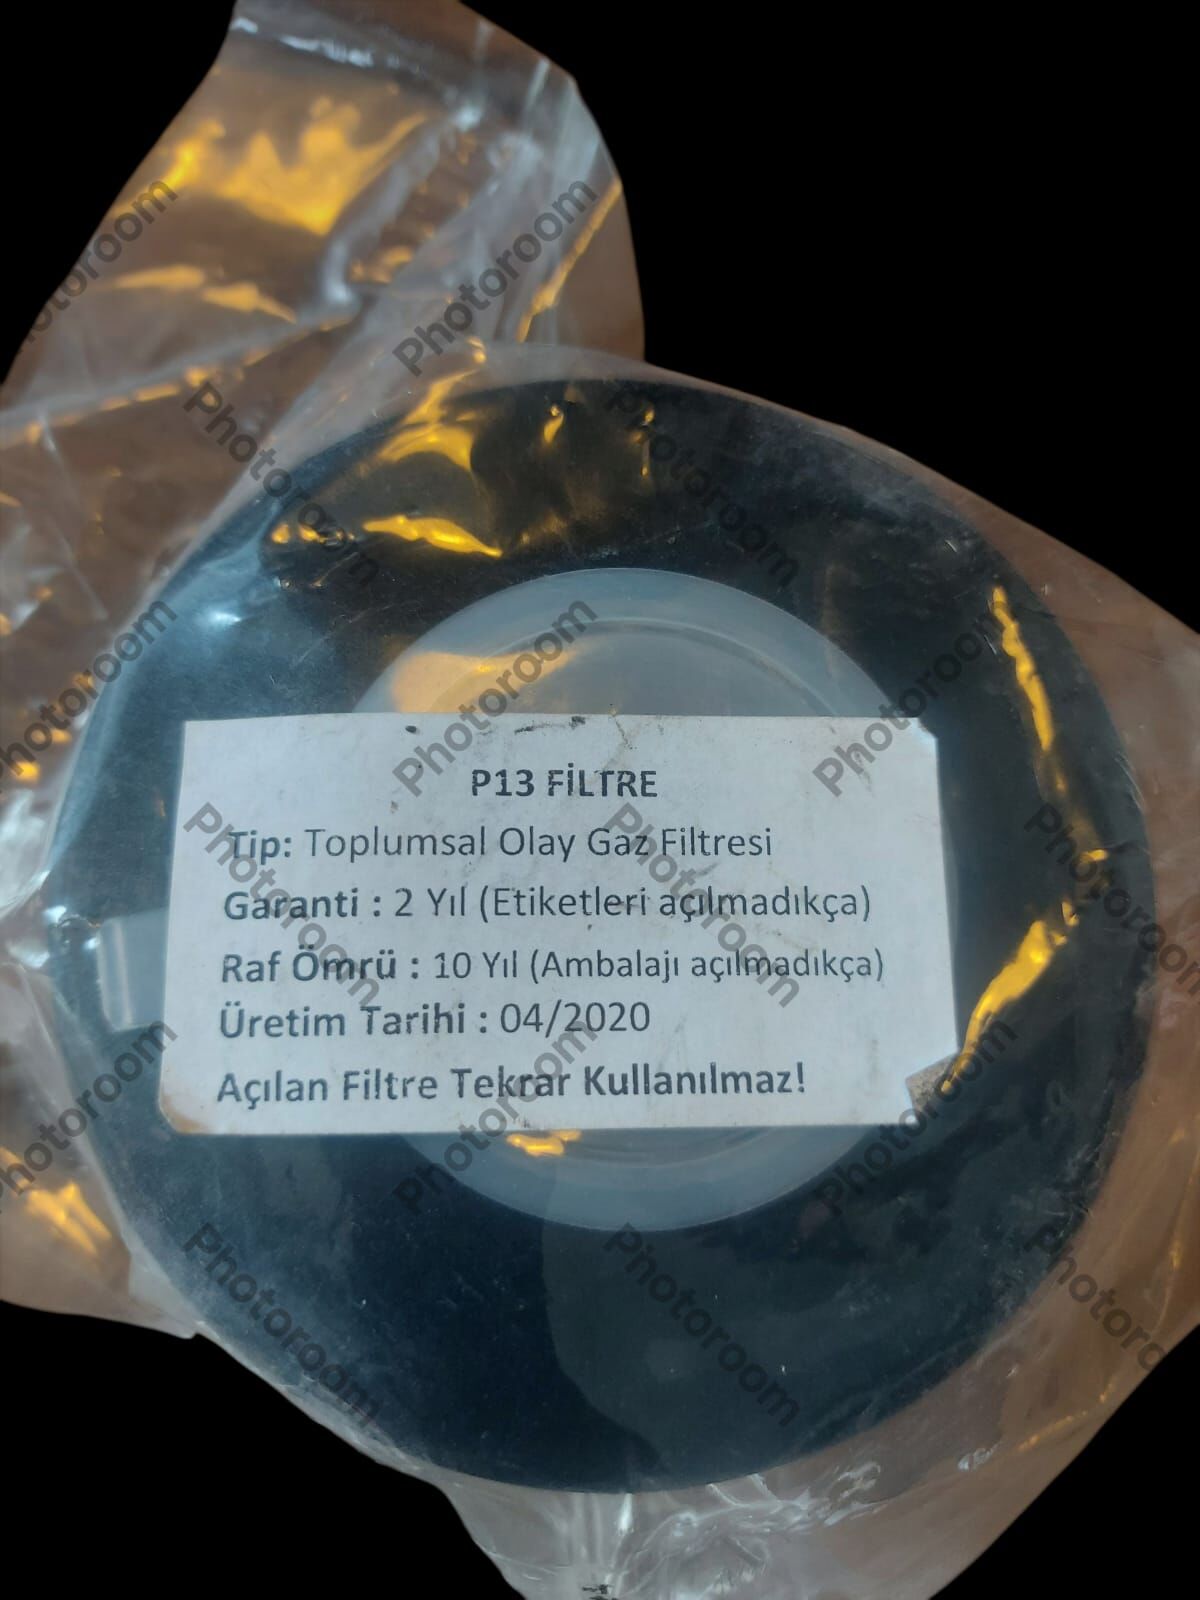 P13 FİLTRE
Tip: Toplumsal Olay Gaz Filtresi
Garanti : 2 Yıl (Etiketleri açılmadıkça)
Raf Ömrü : 10 Yıl (Ambalajı açılmadıkça)
Üretim Tarihi : 04/2020
Açılan Filtre Tekrar Kullanılmaz!
Photoroom